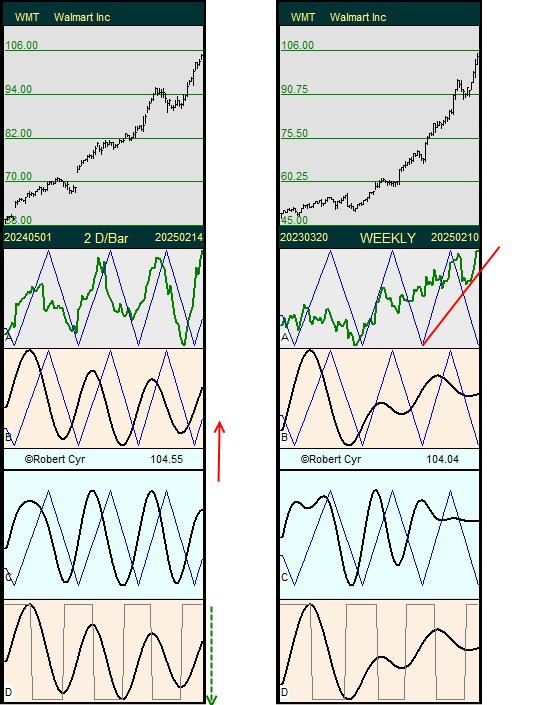 WMT Walmart Inc
106.00
94.00
82.00
70.00
58.00
20240501 2 D/Bar 20250214
A
B
©Robert Cyr 104.55
C
D
WMT Walmart Inc
106.00
90.75
75.50
60.25
45.00
20230320 WEEKLY 20250210
A
B
©Robert Cyr 104.04
C
D